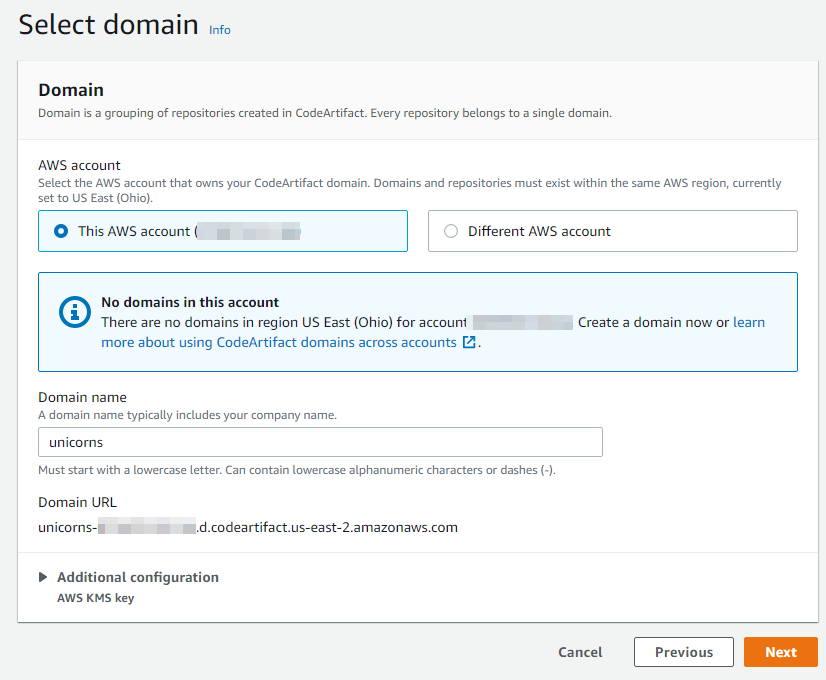 Select domain Info
Domain
Domain is a grouping of repositories created in CodeArtifact. Every repository belongs to a single domain.
AWS account
Select the AWS account that owns your CodeArtifact domain. Domains and repositories must exist within the same AWS region, currently
set to US East (Ohio).
This AWS account (
Different AWS account
No domains in this account
There are no domains in region US East (Ohio) for account Create a domain now or learn
more about using CodeArtifact domains across accounts .
Domain name
A domain name typically includes your company name.
unicorns
Must start with a lowercase letter. Can contain lowercase alphanumeric characters or dashes (-).
Domain URL
unicorns- .d.codeartifact.us-east-2.amazonaws.com
Additional configuration
AWS KMS key
Cancel
Previous
Next